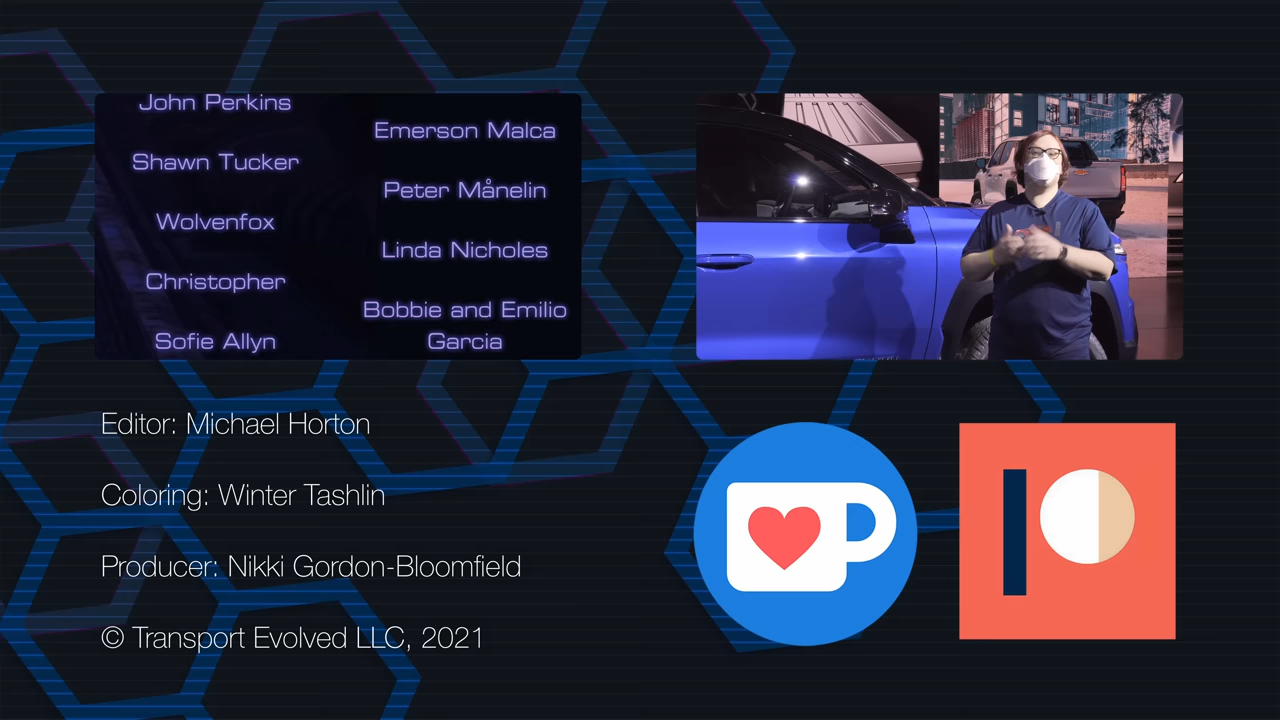 John Perkins
Shawn Tucker
Wolvenfox
Christopher
Sofie Allyn
Emerson Malca
Peter Månelin
Linda Nicholes
Bobbie and Emilio
Garcia
Editor: Michael Horton
Coloring: Winter Tashlin
Producer: Nikki Gordon-Bloomfield
© Transport Evolved LLC, 2021